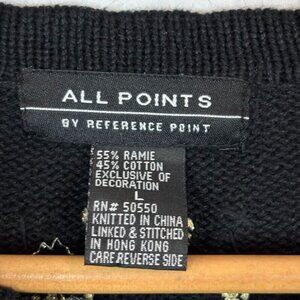 ALL POINTS
BY REFERENCE POINT
55% RAMIE
45% COTTON
EXCLUSIVE OF
DECORATION
L
RN# 50550
KNITTED IN CHINA
LINKED & STITCHED
IN HONG KONG
CARE REVERSE SIDE